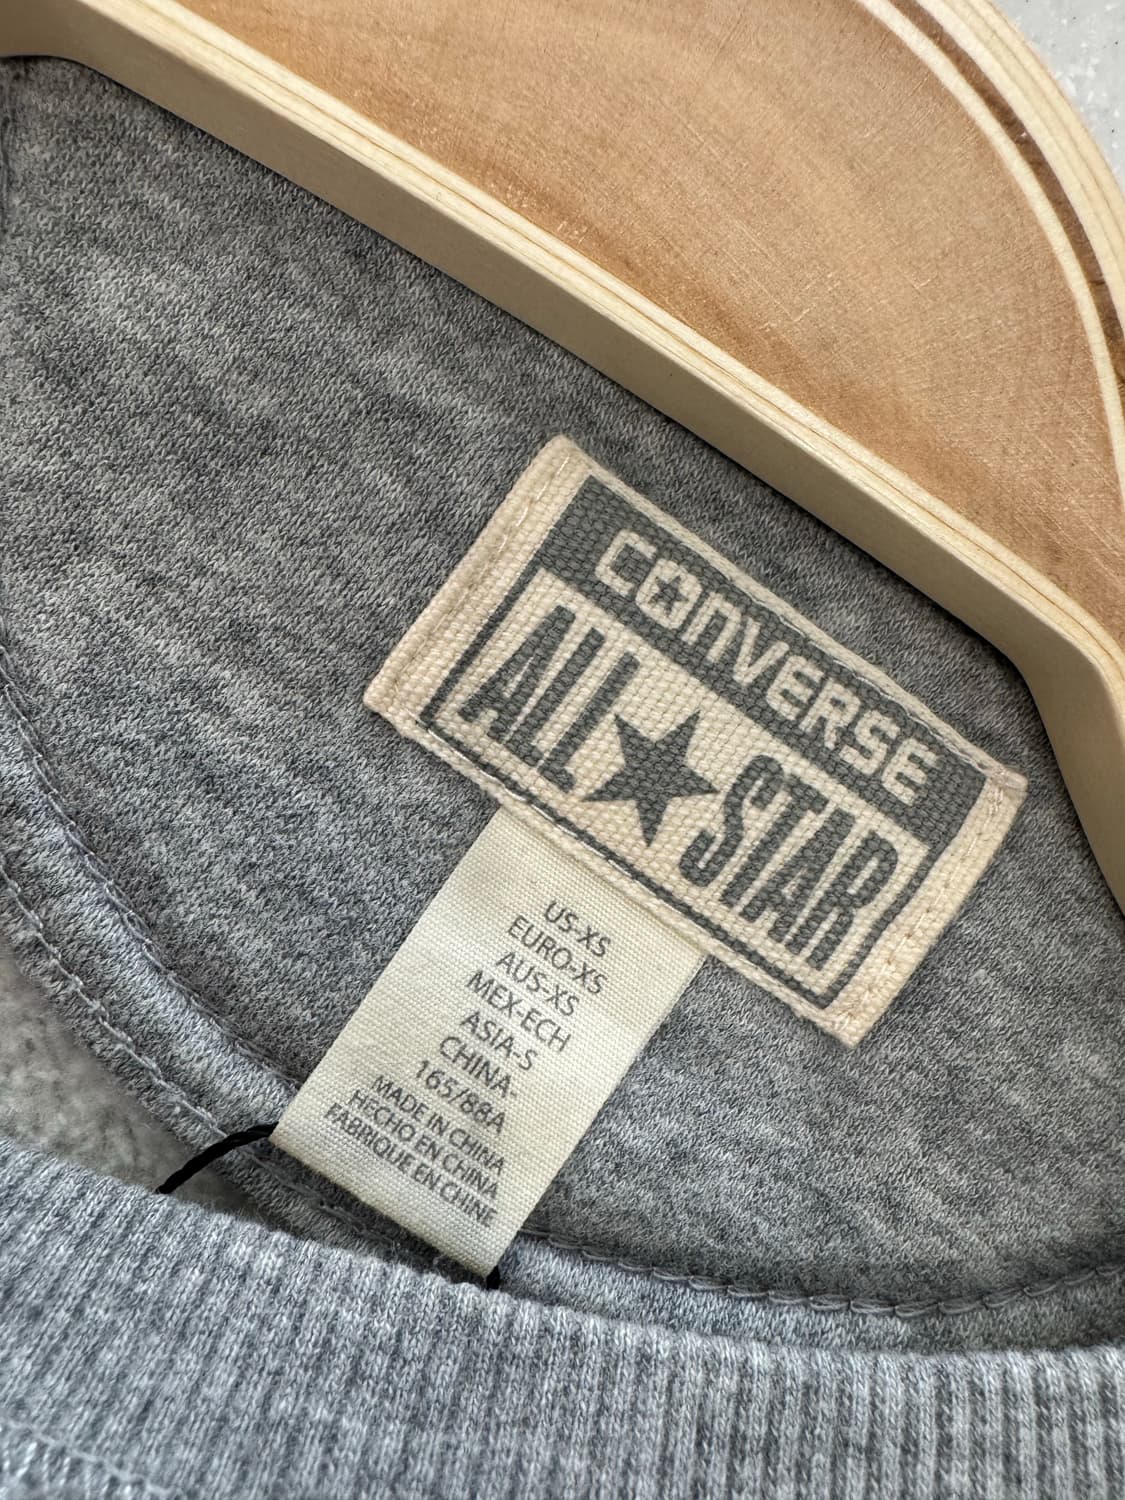 CONVERSE
ALL STAR
US-XS
EURO-XS
AUS-XS
MEX-ECH
ASIA-S
CHINA-
165/88A
MADE IN CHINA
HECHO EN CHINA
FABRIQUE EN CHINE